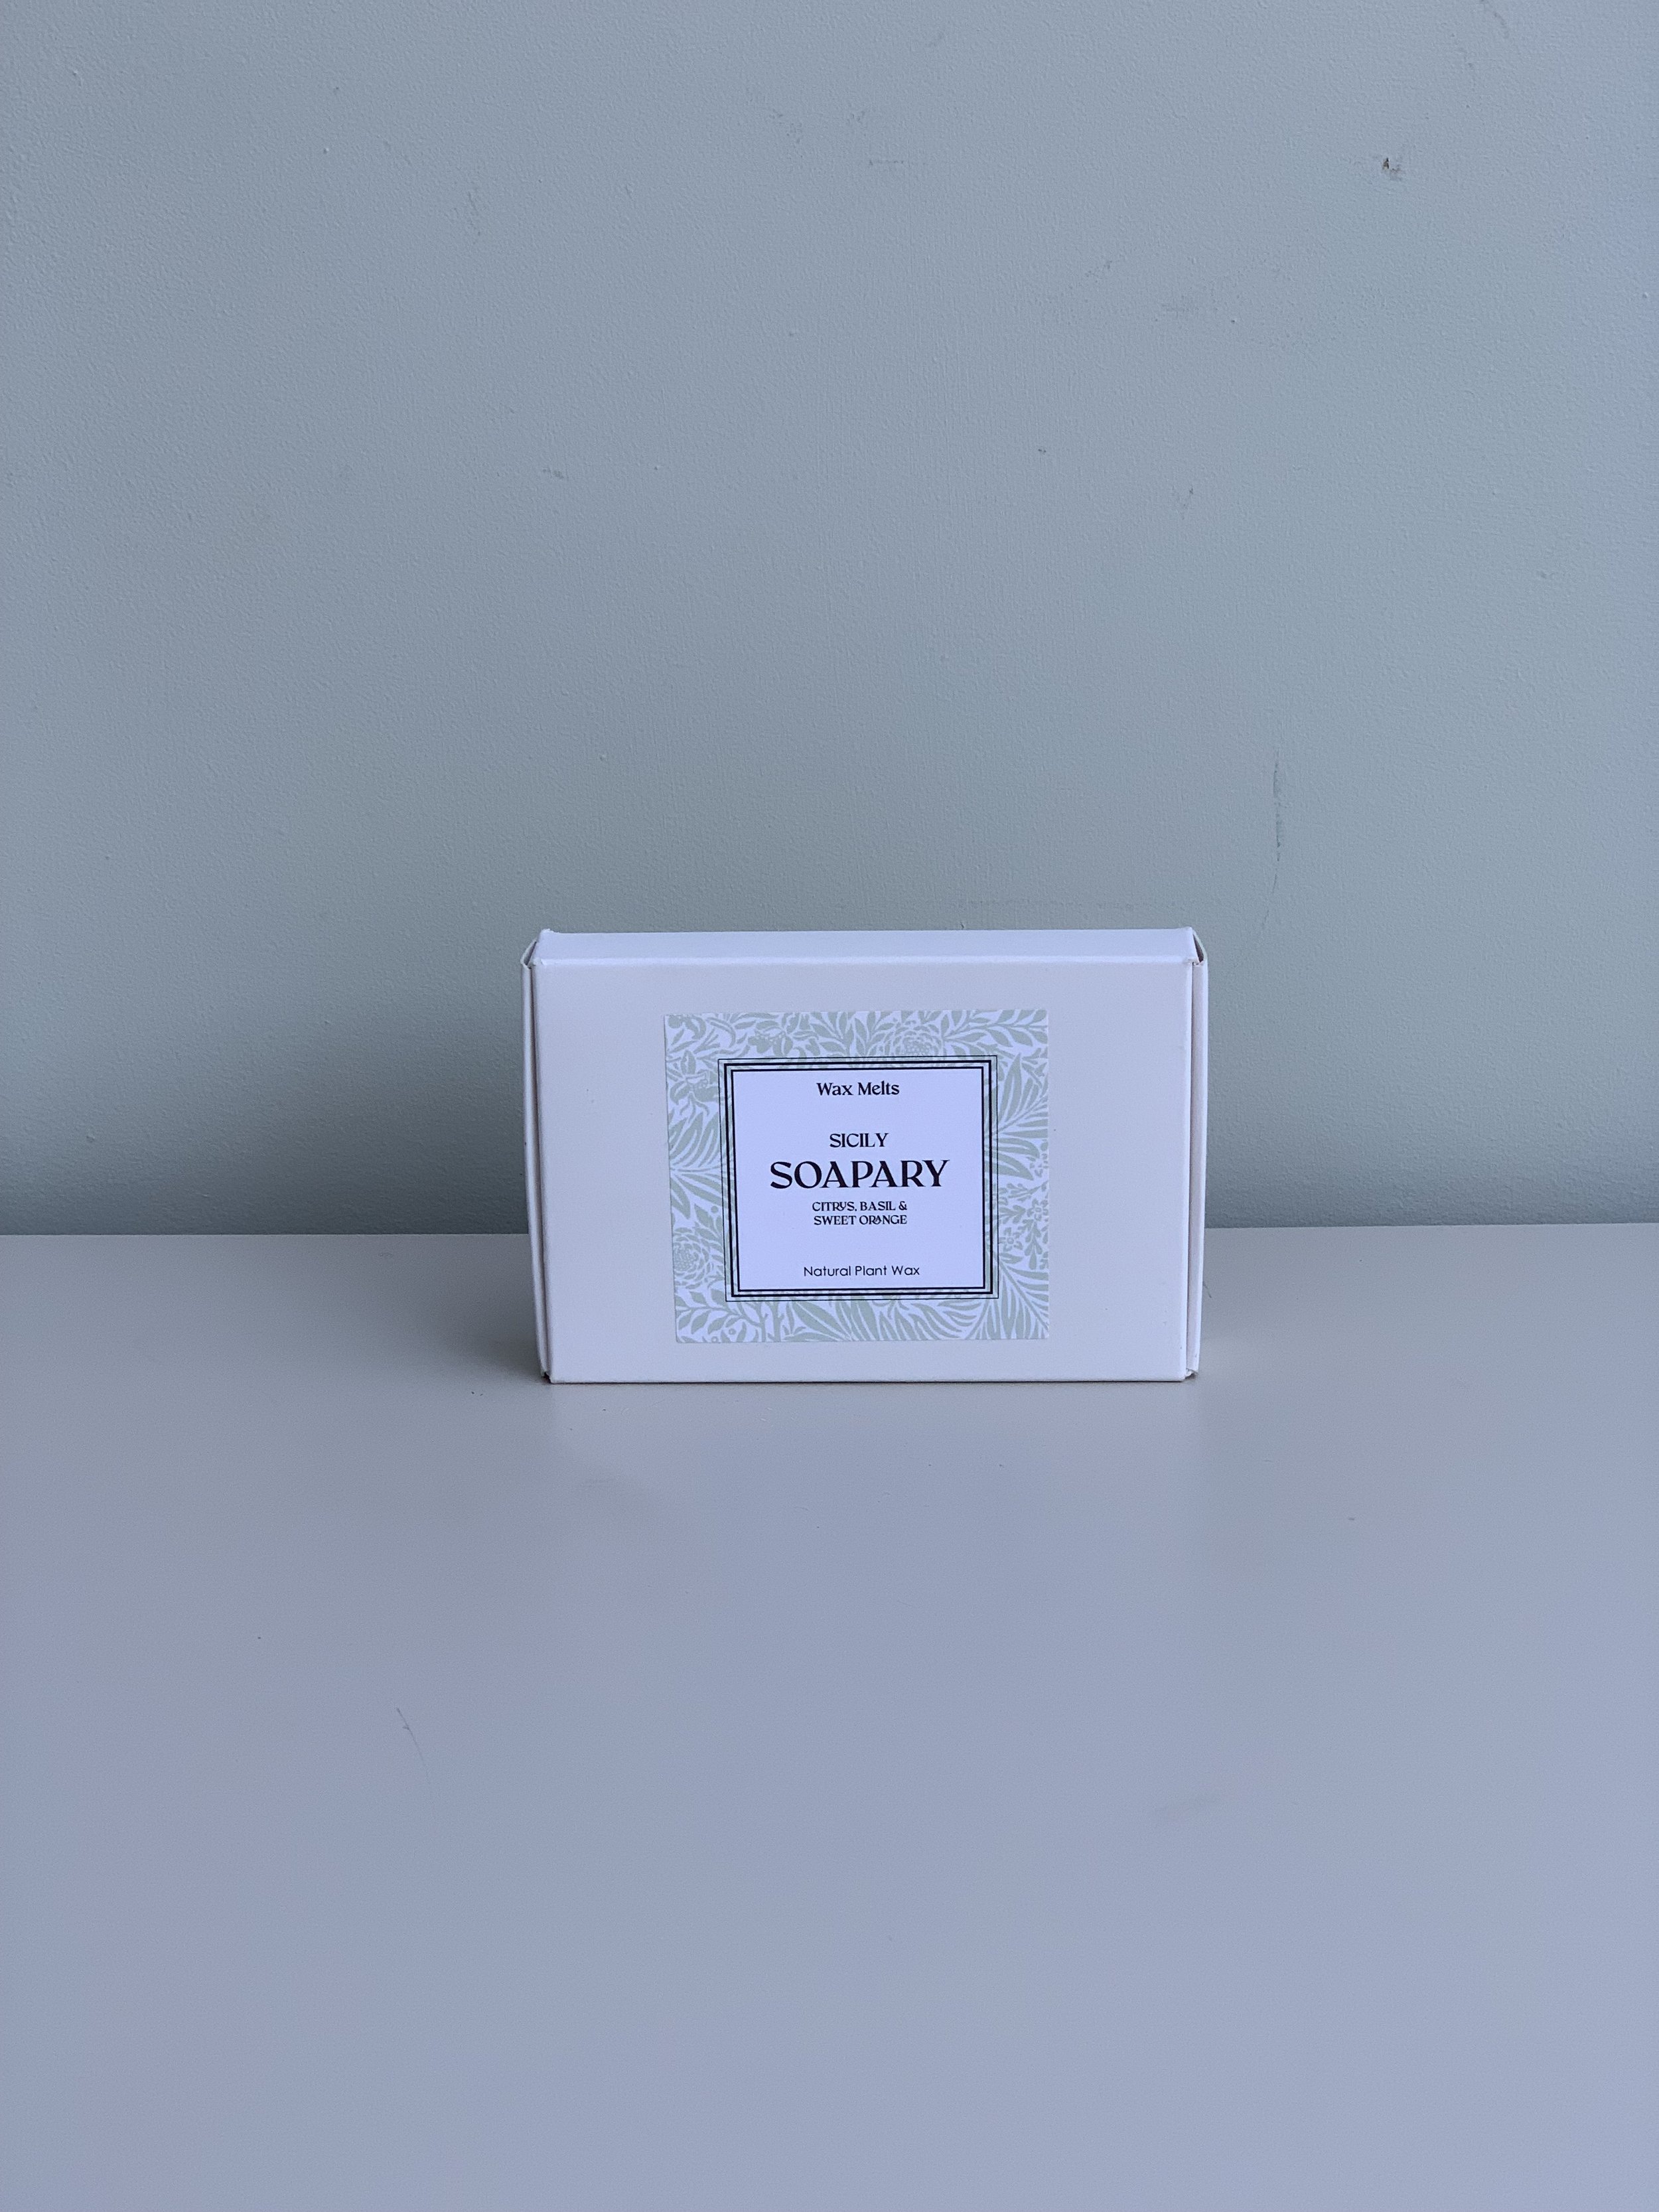 Wax Melts
SICILY
SOAPARY
CITRUS, BASIL &
SWEET ORANGE
Natural Plant Wax